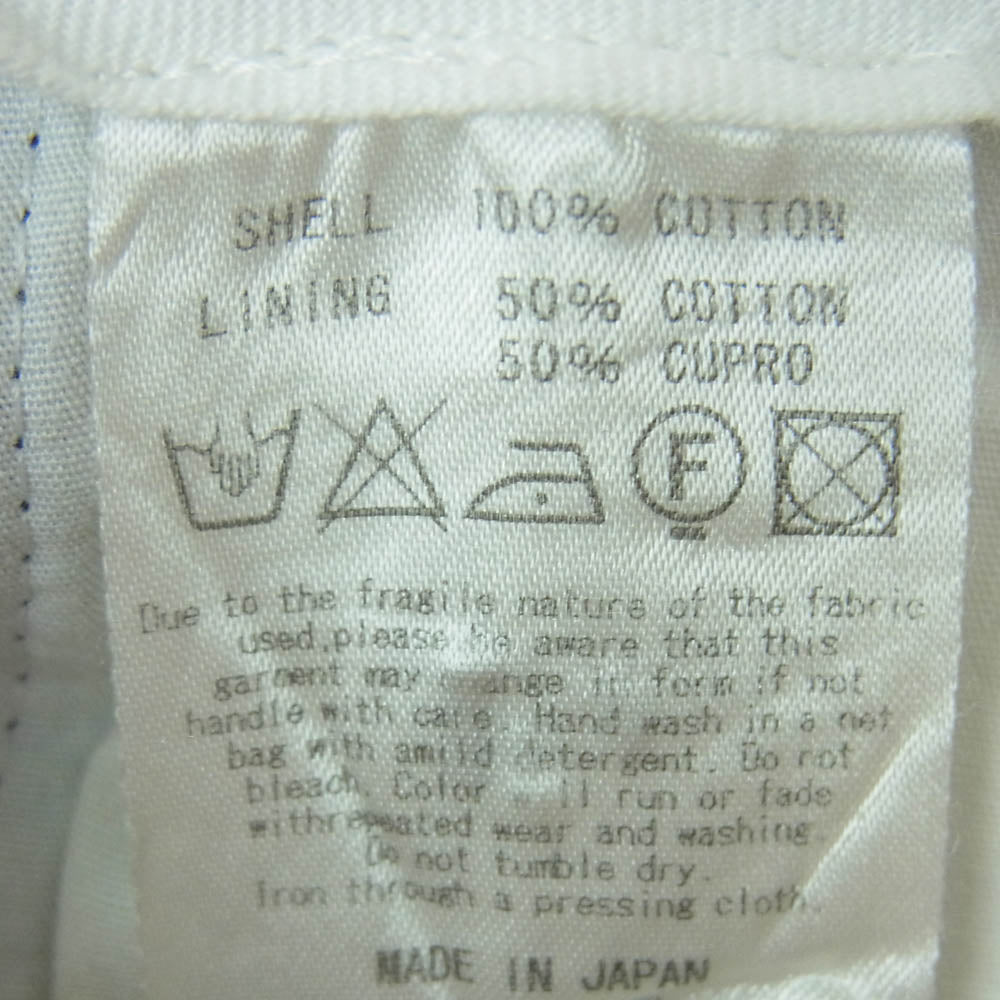 SHELL 100% COTTON
LINING 50% COTTON
50% CUPRO
F
Due to the fragile nature of the fabric
used,please be aware that this
garment may change in form if not
handle with care. Hand wash in a net
bag with amild detergent. Do not
bleach. Color will run or fade
withrepeated wear and washing.
Do not tumble dry.
Iron through a pressing cloth.
MADE IN JAPAN